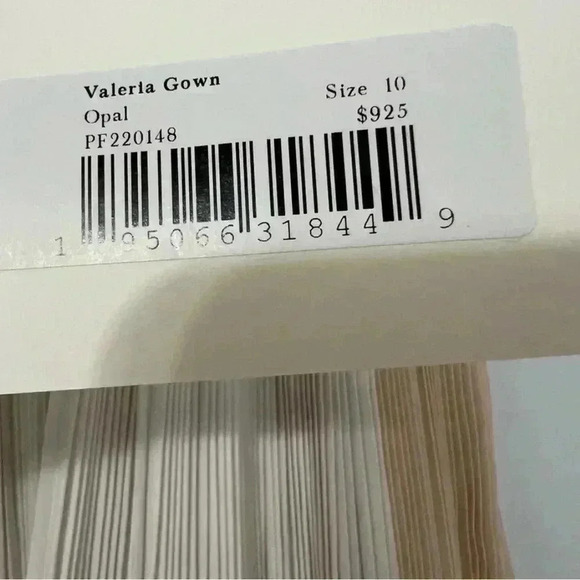 Valeria Gown
Size 10
Opal
$925
PF220148
1 95066 31844 9